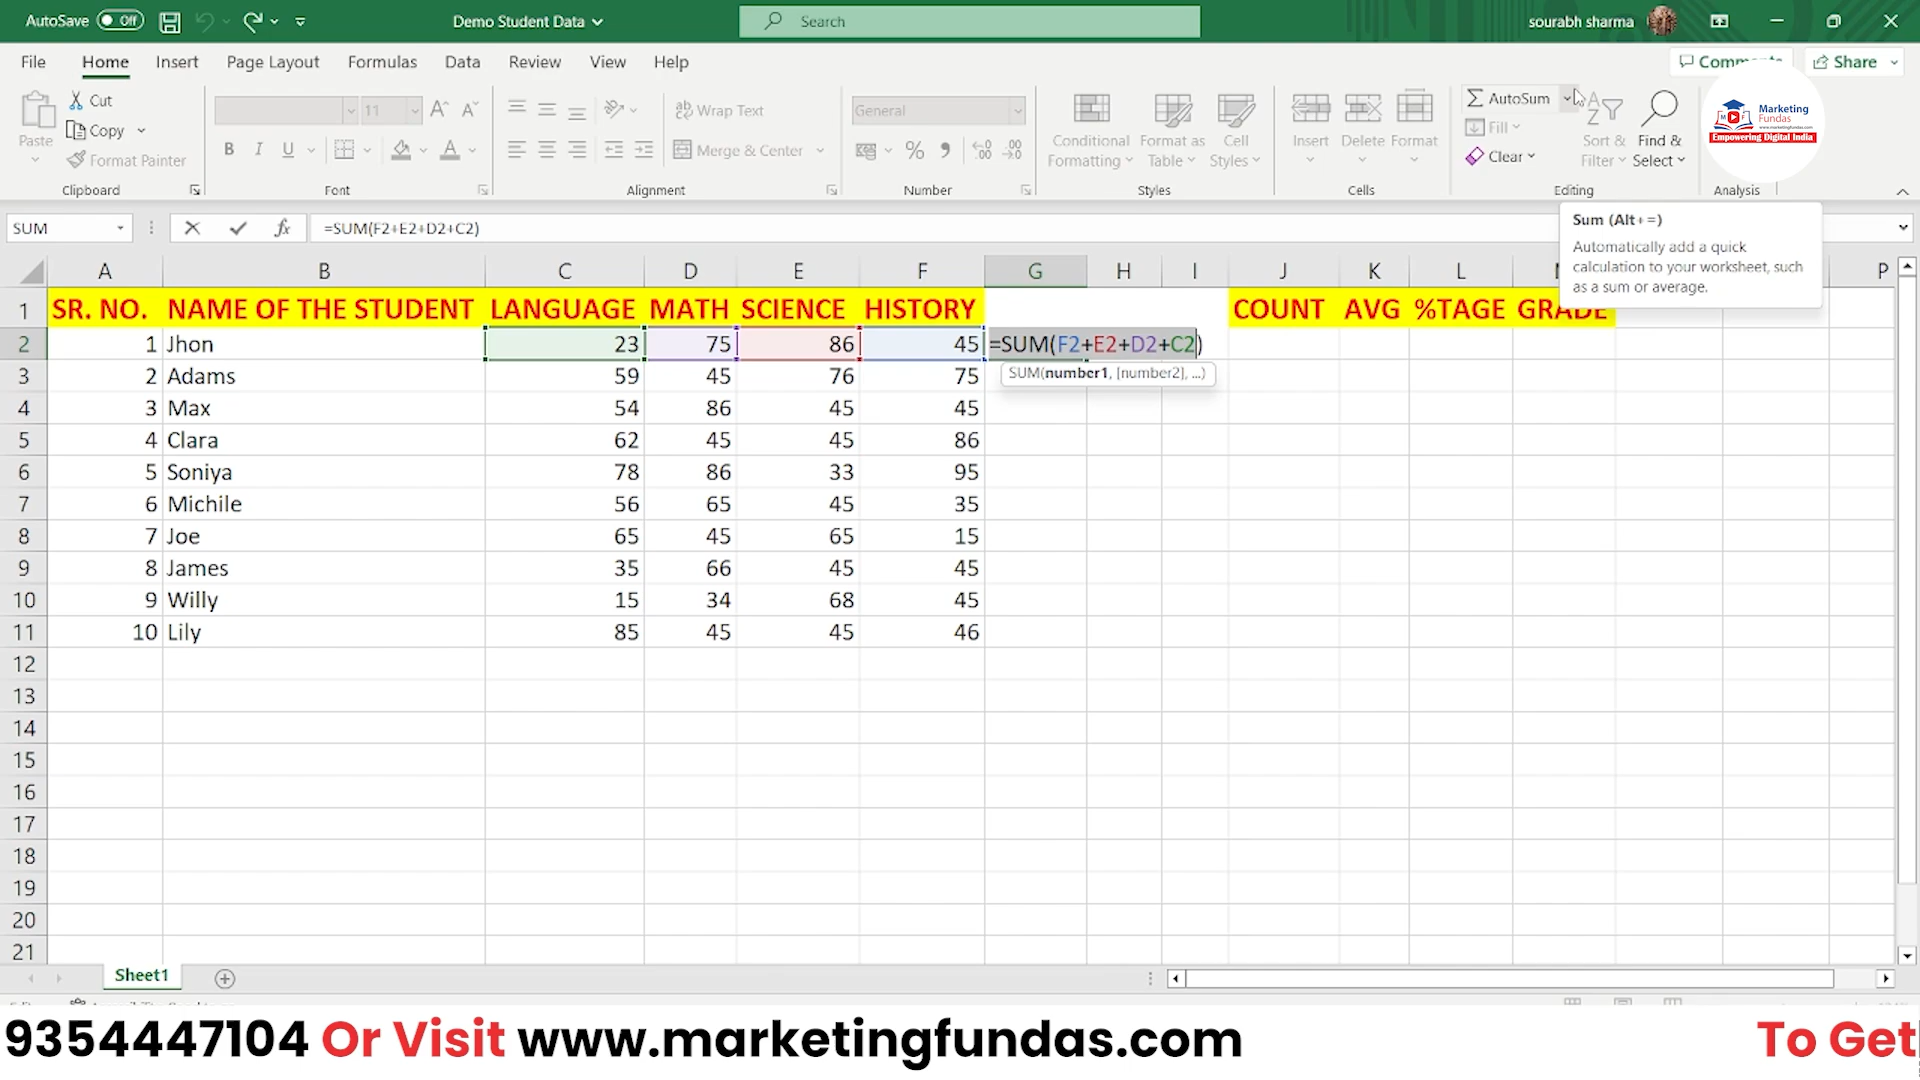 AutoSave Off Demo Student Data Search sourabh sharma
File Home Insert Page Layout Formulas Data Review View Help Comments Share
Cut
Copy
Format Painter
Paste
Clipboard
11
B I U
Font
Wrap Text
Merge & Center
Alignment
General
% 
Number
Conditional Formatting
Format as Table
Cell Styles
Styles
Insert Delete Format
Cells
AutoSum
Fill
Clear
Sort & Filter
Find & Select
Editing
Analysis
Marketing
Fundas
www.marketingfundas.com
Empowering Digital India
SUM fx =SUM(F2+E2+D2+C2)
Sum (Alt+=)
Automatically add a quick
calculation to your worksheet, such
as a sum or average.
A B C D E F G H I J K L P
1 SR. NO. NAME OF THE STUDENT LANGUAGE MATH SCIENCE HISTORY COUNT AVG %TAGE GRADE
2 1 Jhon 23 75 86 45 =SUM(F2+E2+D2+C2)
SUM(number1, [number2], ...)
3 2 Adams 59 45 76 75
4 3 Max 54 86 45 45
5 4 Clara 62 45 45 86
6 5 Soniya 78 86 33 95
7 6 Michile 56 65 45 35
8 7 Joe 65 45 65 15
9 8 James 35 66 45 45
10 9 Willy 15 34 68 45
11 10 Lily 85 45 45 46
12
13
14
15
16
17
18
19
20
21
Sheet1
9354447104 Or Visit www.marketingfundas.com To Get